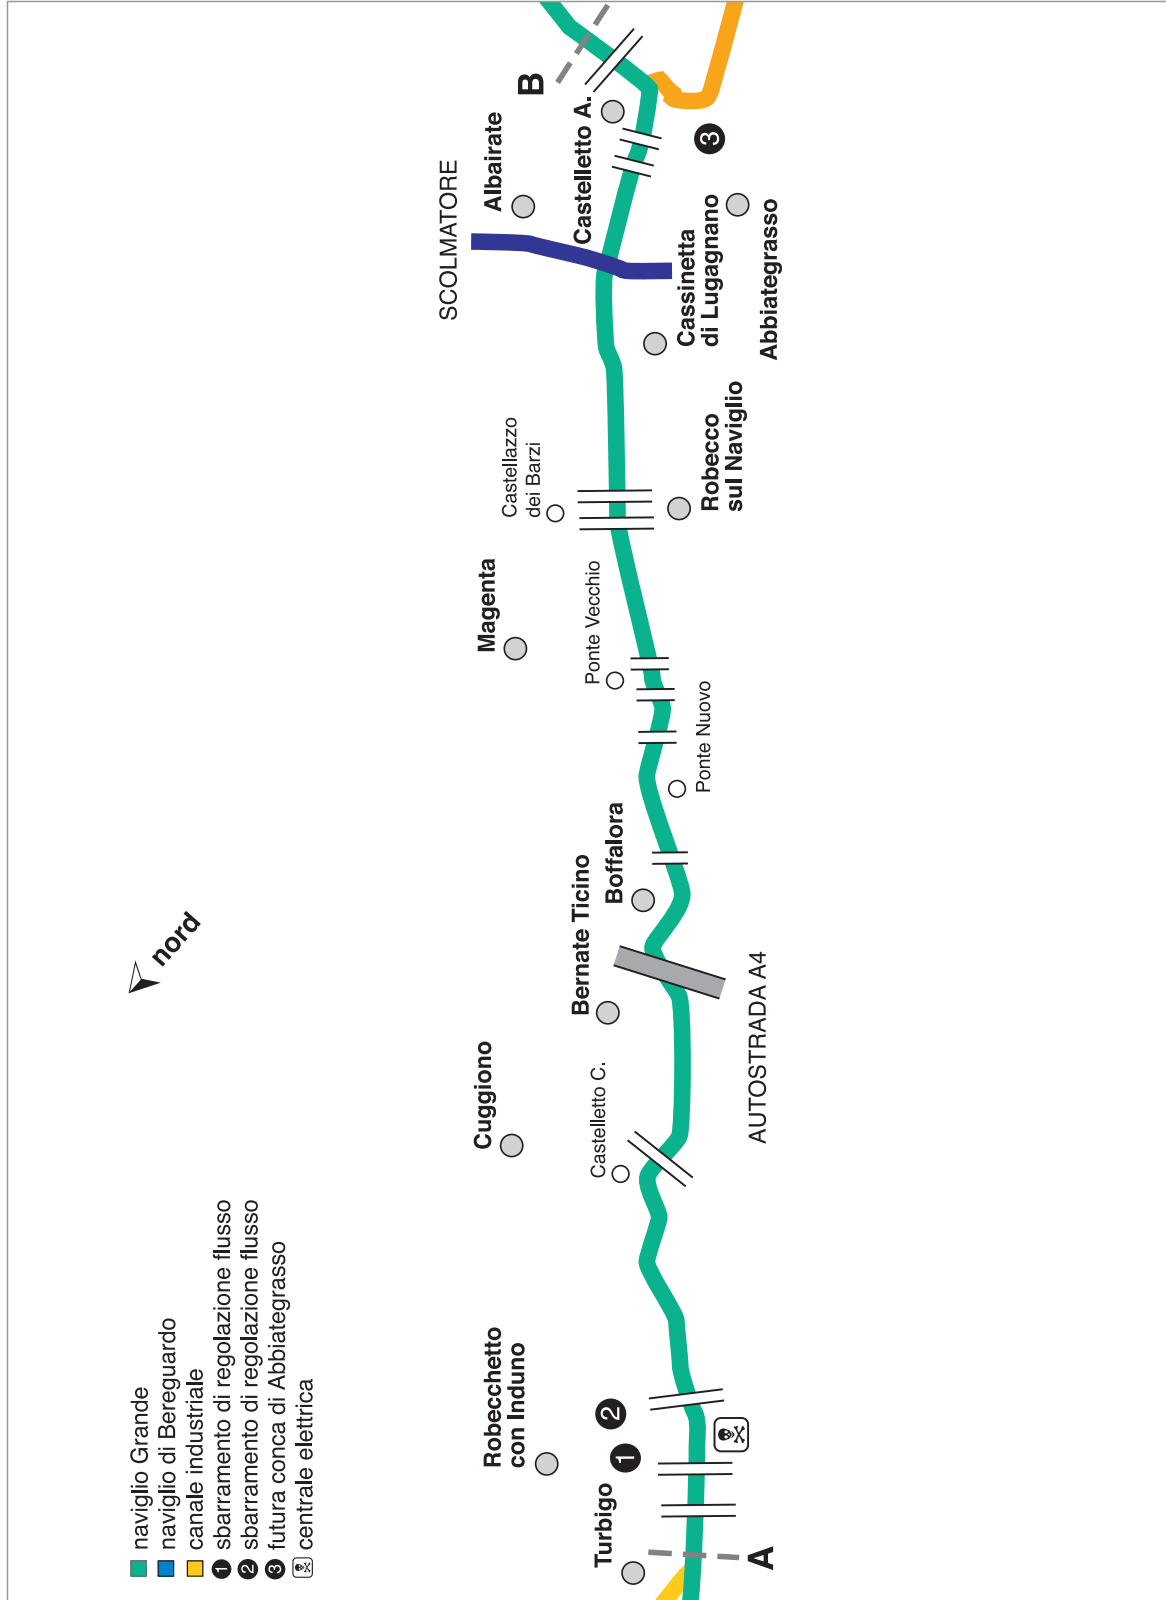 naviglio Grande
naviglio di Bereguardo
canale industriale
1 sbarramento di regolazione flusso
2 sbarramento di regolazione flusso
3 futura conca di Abbiategrasso
centrale elettrica
nord
A
Turbigo
1
2
Robecchetto
con Induno
Castelletto C.
Cuggiono
AUTOSTRADA A4
Bernate Ticino
Boffalora
Ponte Nuovo
Ponte Vecchio
Magenta
Castellazzo
dei Barzi
Robecco
sul Naviglio
Cassinetta
di Lugagnano
Abbiategrasso
SCOLMATORE
Albairate
Castelletto A.
3
B